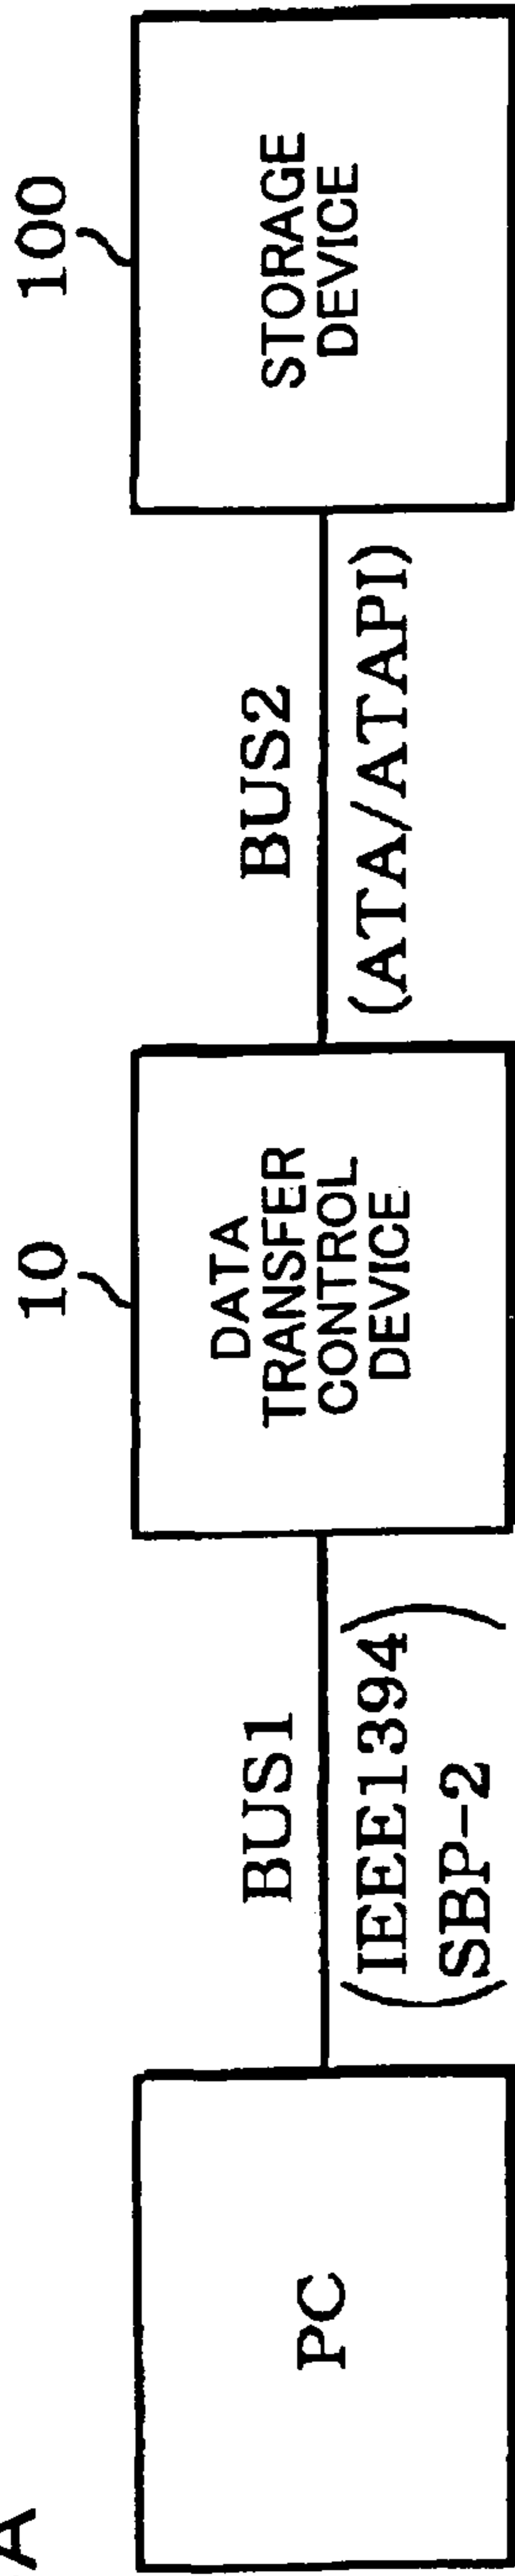 A
PC
BUS1
(IEEE1394
SBP-2)
10
DATA
TRANSFER
CONTROL
DEVICE
BUS2
(ATA/ATAPI)
100
STORAGE
DEVICE